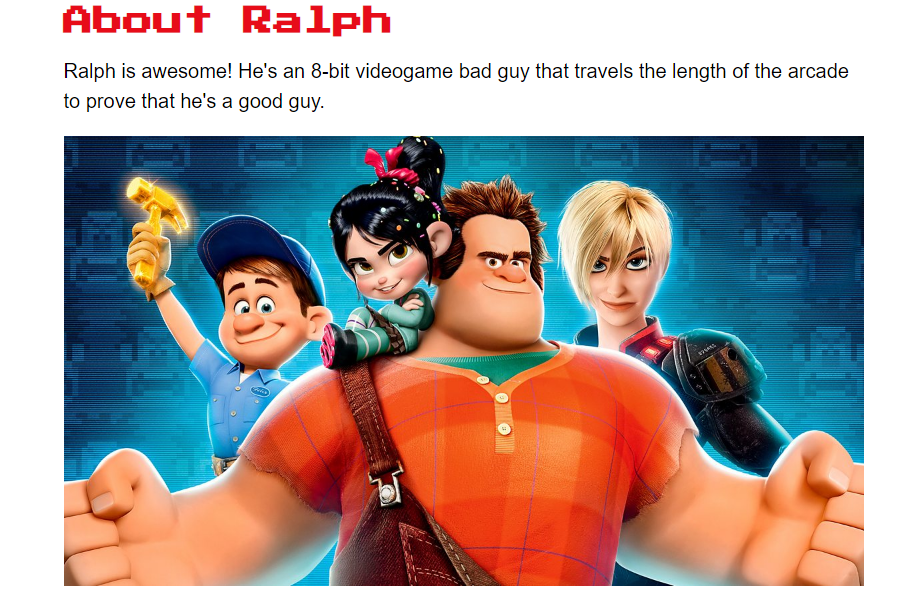 About Ralph
Ralph is awesome! He's an 8-bit videogame bad guy that travels the length of the arcade
to prove that he's a good guy.